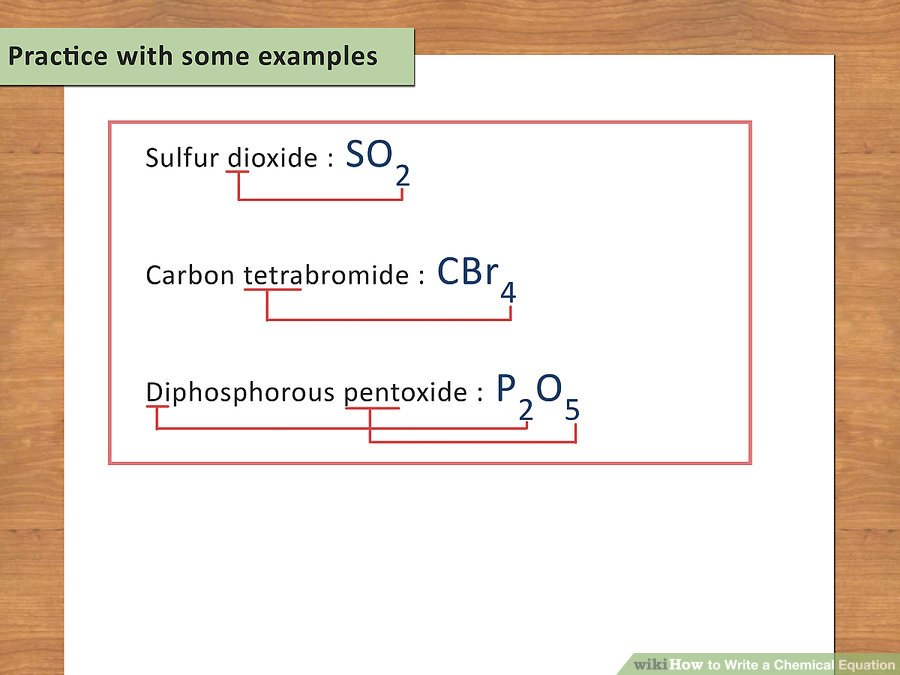 Practice with some examples
Sulfur dioxide : SO₂
Carbon tetrabromide : CBr₄
Diphosphorous pentoxide : P₂O₅
wikiHow to Write a Chemical Equation